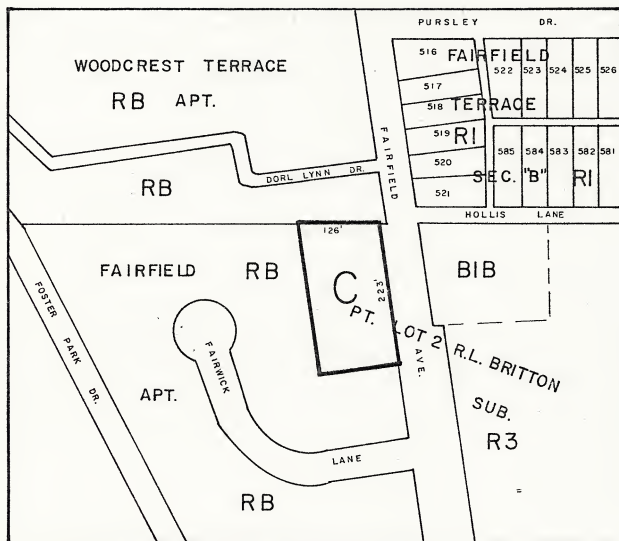 PURSLEY DR.
WOODCREST TERRACE
RB APT.
516 FAIRFIELD
522 523 524 525 526
517
518 TERRACE
519 R1
520
521
585 584 583 582 581
SEC. "B" R1
FAIRFIELD
DORL LYNN DR.
RB
HOLLIS LANE
126'
FAIRFIELD RB
C
223'
B1B
PT. LOT 2 R.L. BRITTON
SUB.
AVE.
FOSTER PARK DR.
FAIRWICK
APT.
R3
LANE
RB